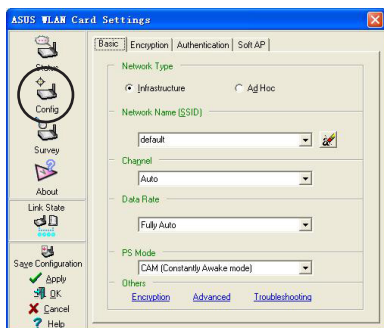 ASUS WLAN Card Settings
Status
Config
Survey
About
Link State
Save Configuration
Apply
OK
Cancel
Help
Basic
Encryption
Authentication
Soft AP
Network Type
Infrastructure
Ad Hoc
Network Name (SSID)
default
Channel
Auto
Data Rate
Fully Auto
PS Mode
CAM (Constantly Awake mode)
Others
Encryption
Advanced
Troubleshooting